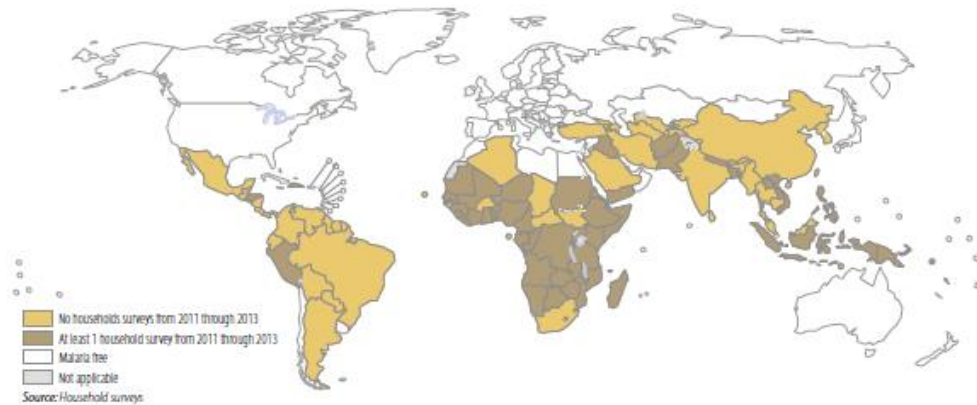 No households surveys from 2011 through 2013
At least 1 household survey from 2011 through 2013
Malaria free
Not applicable
Source: Household surveys